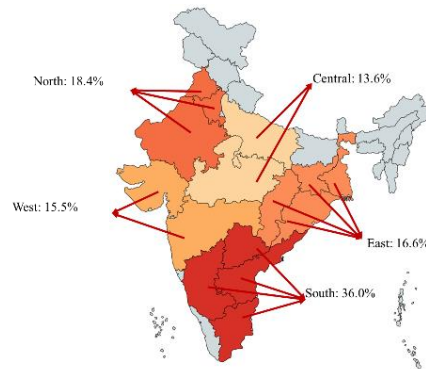 Central: 13.6%
North: 18.4%
West: 15.5%
East: 16.6%
South: 36.0%